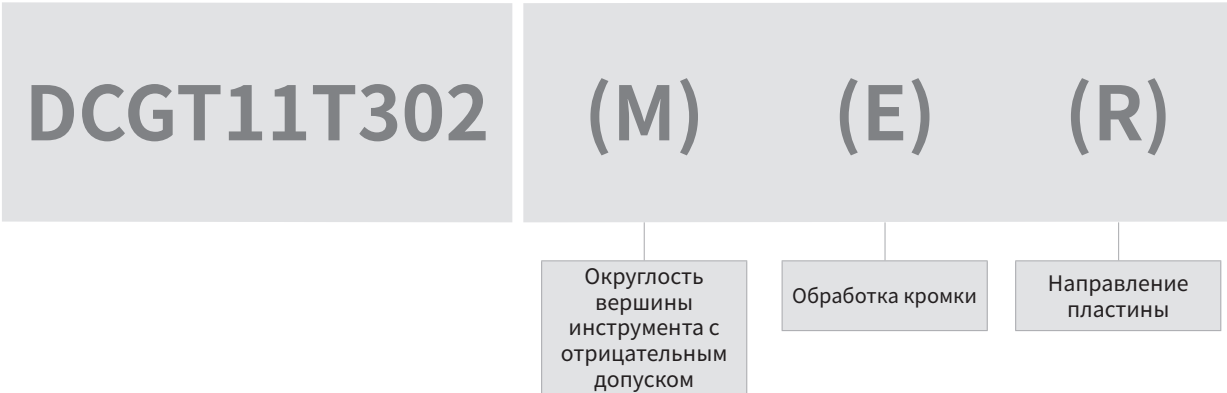 DCGT11T302 (M) (E) (R)
Округлость
вершины
инструмента с
отрицательным
допуском
Обработка кромки
Направление
пластины